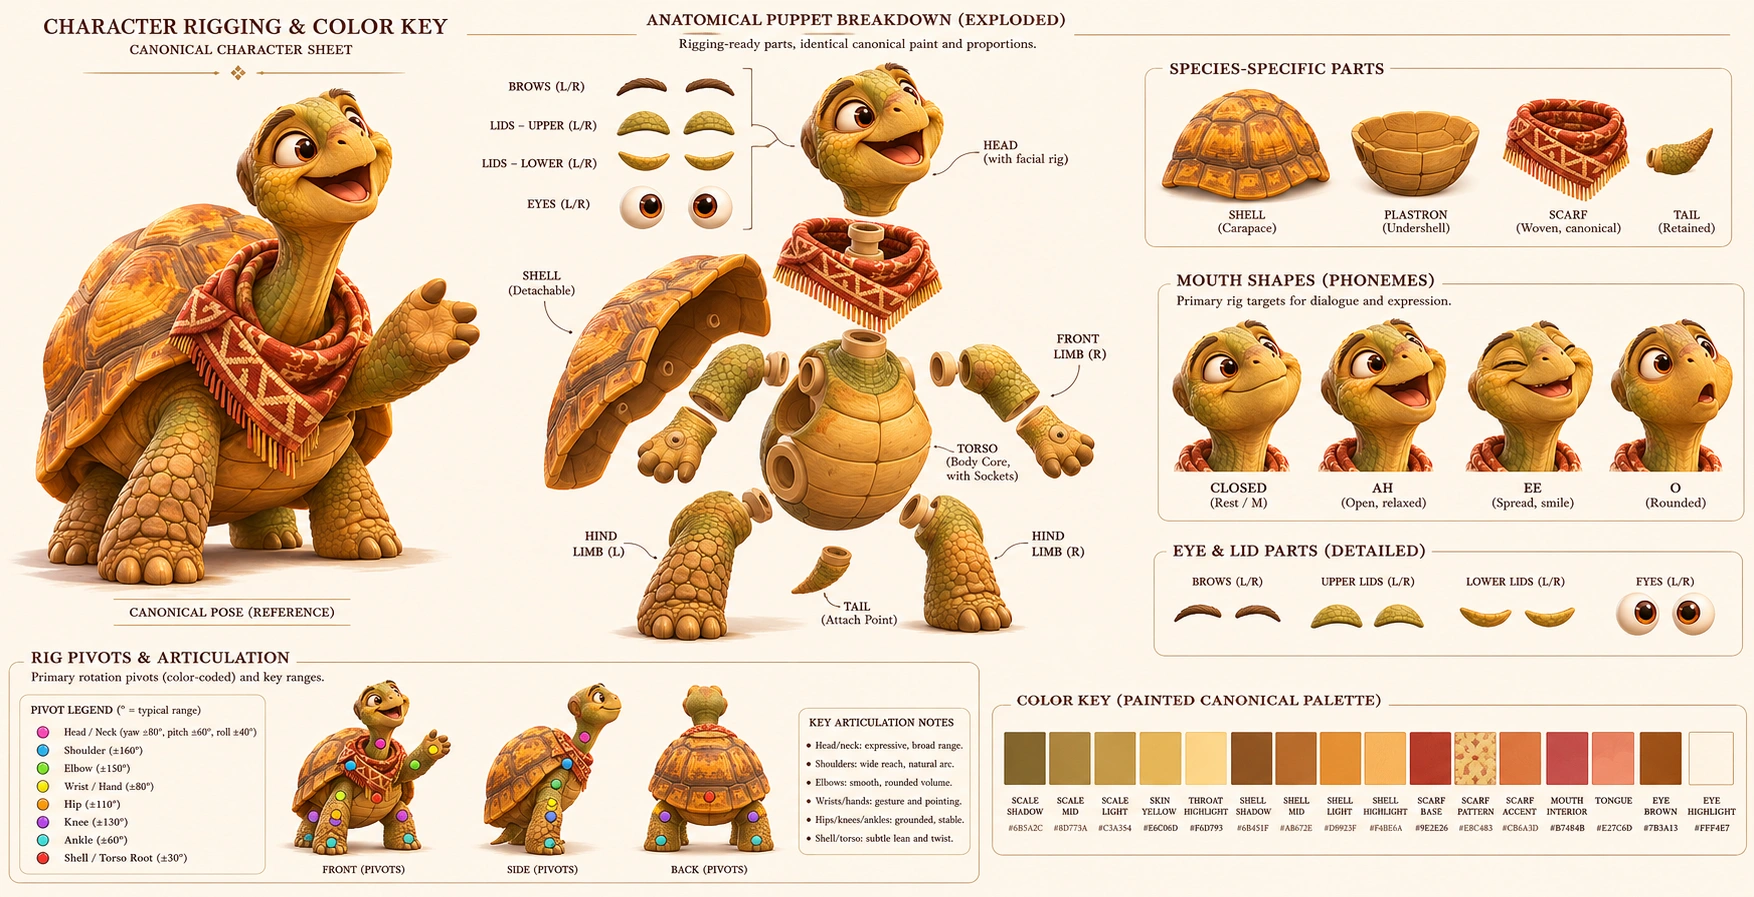 CHARACTER RIGGING & COLOR KEY
CANONICAL CHARACTER SHEET
CANONICAL POSE (REFERENCE)
ANATOMICAL PUPPET BREAKDOWN (EXPLODED)
Rigging-ready parts, identical canonical paint and proportions.
BROWS (L/R)
LIDS – UPPER (L/R)
LIDS – LOWER (L/R)
EYES (L/R)
HEAD
(with facial rig)
SHELL
(Detachable)
FRONT
LIMB (R)
TORSO
(Body Core,
with Sockets)
HIND
LIMB (L)
HIND
LIMB (R)
TAIL
(Attach Point)
SPECIES-SPECIFIC PARTS
SHELL
(Carapace)
PLASTRON
(Undershell)
SCARF
(Woven, canonical)
TAIL
(Retained)
MOUTH SHAPES (PHONEMES)
Primary rig targets for dialogue and expression.
CLOSED
(Rest / M)
AH
(Open, relaxed)
EE
(Spread, smile)
O
(Rounded)
EYE & LID PARTS (DETAILED)
BROWS (L/R)
UPPER LIDS (L/R)
LOWER LIDS (L/R)
FYES (L/R)
RIG PIVOTS & ARTICULATION
Primary rotation pivots (color-coded) and key ranges.
PIVOT LEGEND (° = typical range)
Head / Neck (yaw ±80°, pitch ±60°, roll ±40°)
Shoulder (±160°)
Elbow (±150°)
Wrist / Hand (±80°)
Hip (±110°)
Knee (±130°)
Ankle (±60°)
Shell / Torso Root (±30°)
FRONT (PIVOTS)
SIDE (PIVOTS)
BACK (PIVOTS)
KEY ARTICULATION NOTES
• Head/neck: expressive, broad range.
• Shoulders: wide reach, natural arc.
• Elbows: smooth, rounded volume.
• Wrists/hands: gesture and pointing.
• Hips/knees/ankles: grounded, stable.
• Shell/torso: subtle lean and twist.
COLOR KEY (PAINTED CANONICAL PALETTE)
SCALE
SHADOW
#6B5A2C
SCALE
MID
#8D773A
SCALE
LIGHT
#C3A354
SKIN
YELLOW
#E6C06D
THROAT
HIGHLIGHT
#F6D793
SHELL
SHADOW
#6B451F
SHELL
MID
#AB672E
SHELL
LIGHT
#D9923F
SHELL
HIGHLIGHT
#F4BE6A
SCARF
BASE
#9E2E26
SCARF
PATTERN
#E8C483
SCARF
ACCENT
#CB6A3D
MOUTH
INTERIOR
#B7484B
TONGUE
#E27C6D
EYE
BROWN
#7B3A13
EYE
HIGHLIGHT
#FFF4E7